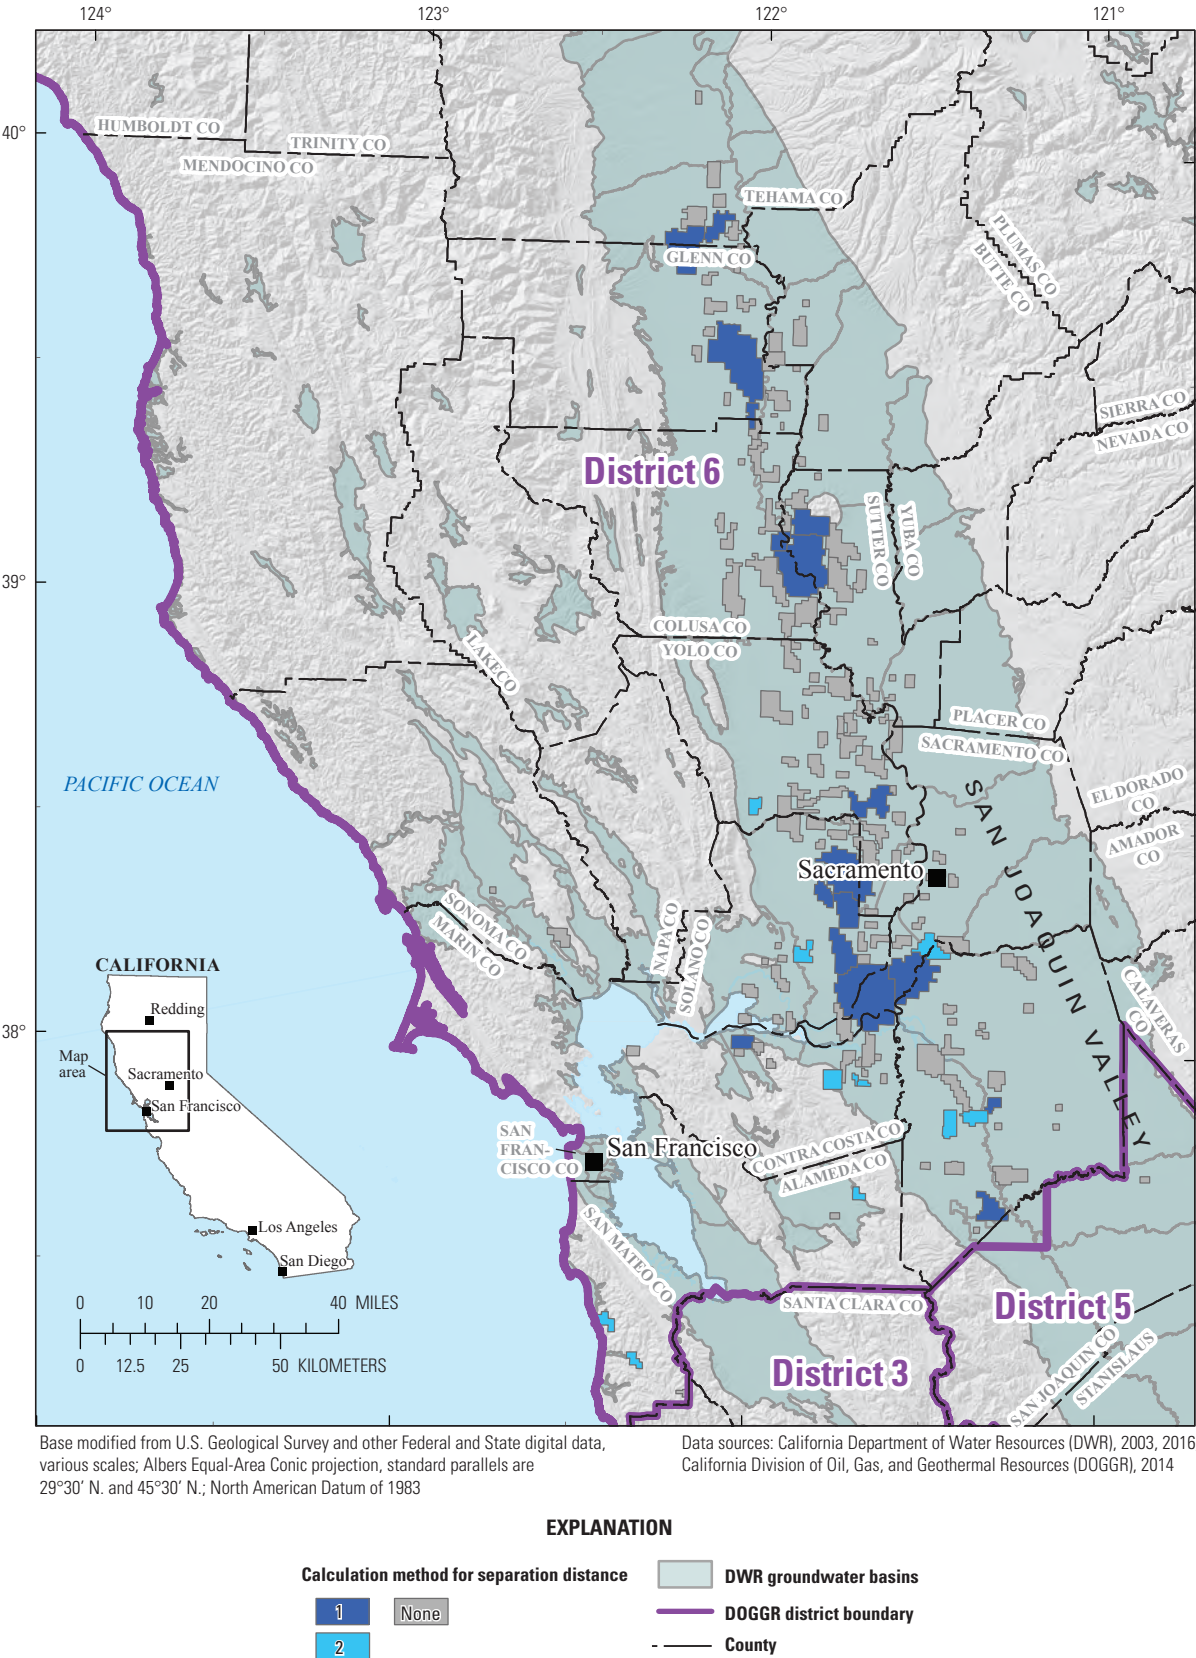 124°
123°
122°
121°
40°
HUMBOLDT CO
TRINITY CO
MENDOCINO CO
TEHAMA CO
PLUMAS CO
BUTTE CO
GLENN CO
SIERRA CO
NEVADA CO
District 6
SUTTER CO
YUBA CO
39°
COLUSA CO
YOLO CO
LAKE CO
PLACER CO
SACRAMENTO CO
PACIFIC OCEAN
EL DORADO
CO
AMADOR
CO
SAN JOAQUIN VALLEY
Sacramento
SONOMA CO
MARIN CO
NAPA CO
SOLANO CO
CALAVERAS
CO
38°
CALIFORNIA
Redding
Map
area
Sacramento
San Francisco
Los Angeles
San Diego
SAN
FRAN-
CISCO CO
San Francisco
CONTRA COSTA CO
ALAMEDA CO
SAN MATEO CO
SANTA CLARA CO
District 5
District 3
SAN JOAQUIN CO
STANISLAUS
0 10 20 40 MILES
0 12.5 25 50 KILOMETERS
Base modified from U.S. Geological Survey and other Federal and State digital data,
various scales; Albers Equal-Area Conic projection, standard parallels are
29°30' N. and 45°30' N.; North American Datum of 1983
Data sources: California Department of Water Resources (DWR), 2003, 2016
California Division of Oil, Gas, and Geothermal Resources (DOGGR), 2014
EXPLANATION
Calculation method for separation distance
1
None
2
DWR groundwater basins
DOGGR district boundary
County